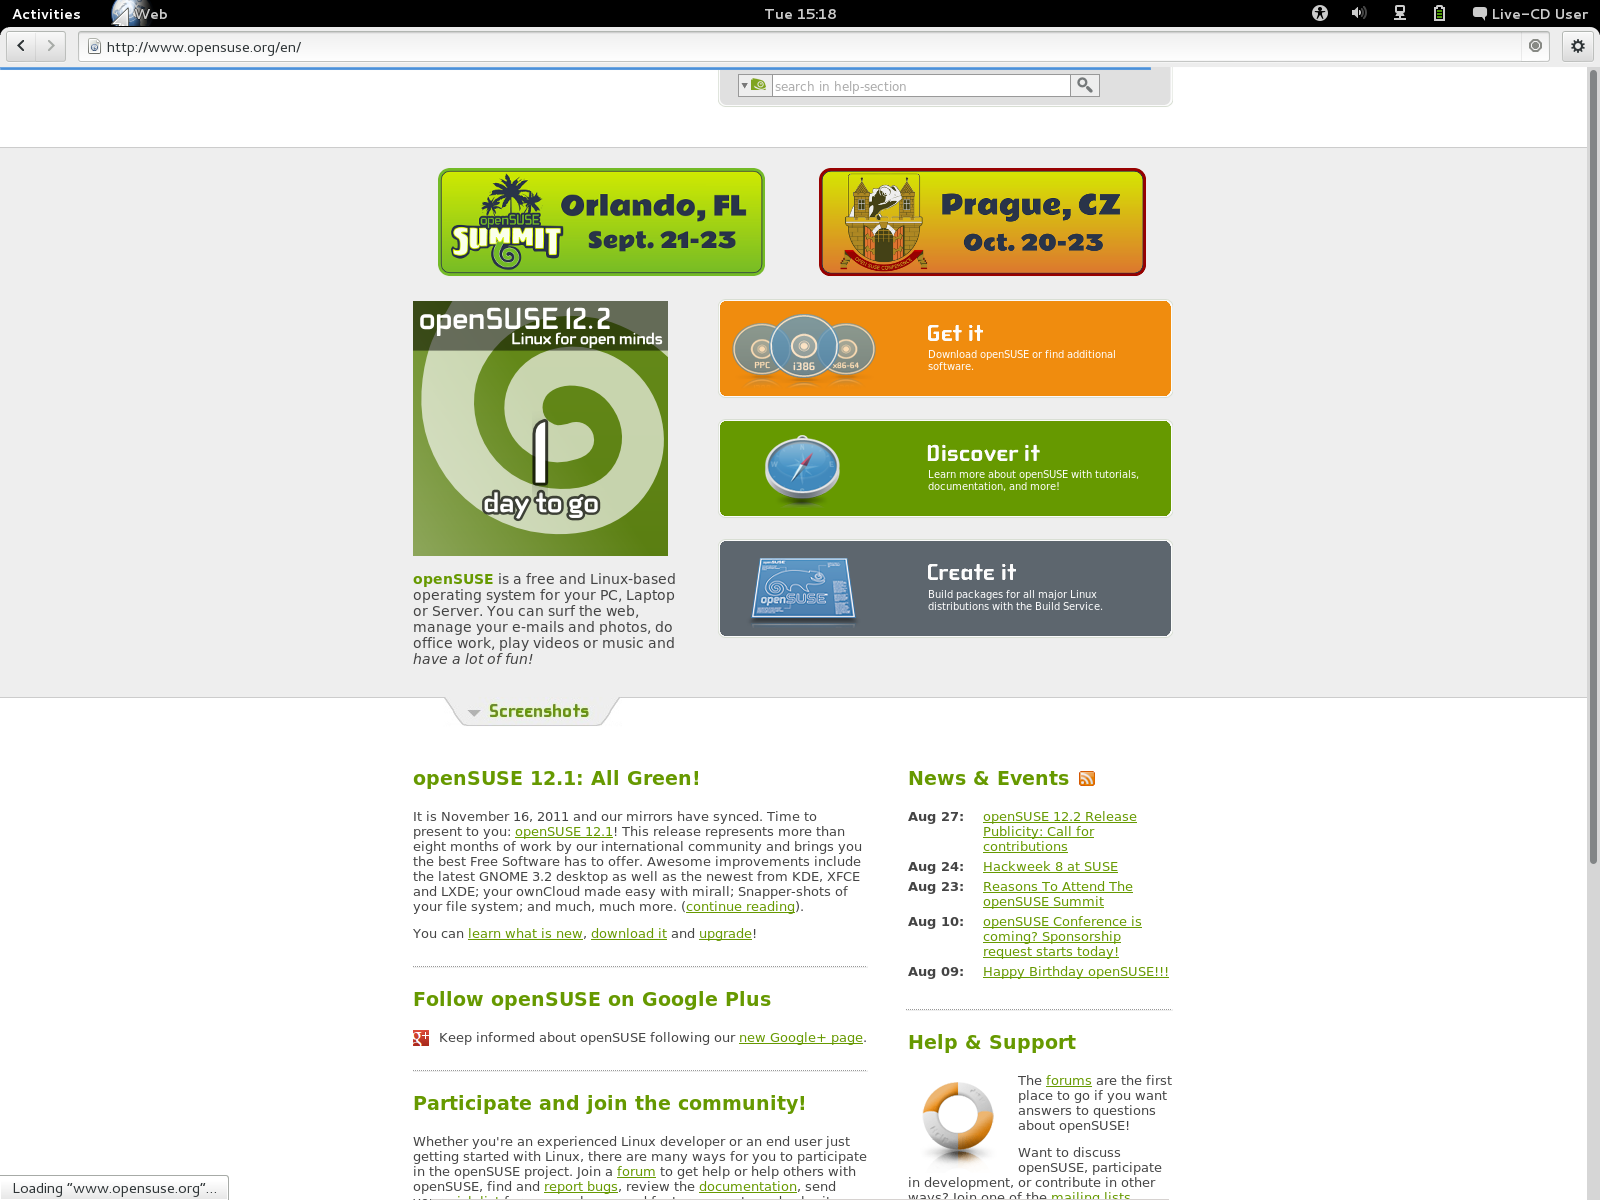 Activities
Web
Tue 15:18
Live-CD User
http://www.opensuse.org/en/
search in help-section
openSUSE
SUMMIT
Orlando, FL
Sept. 21-23
Prague, CZ
Oct. 20-23
openSUSE 12.2
Linux for open minds
1
day to go
PPC
i386
x86-64
Get it
Download openSUSE or find additional
software.
Discover it
Learn more about openSUSE with tutorials,
documentation, and more!
openSUSE
Create it
Build packages for all major Linux
distributions with the Build Service.
openSUSE is a free and Linux-based
operating system for your PC, Laptop
or Server. You can surf the web,
manage your e-mails and photos, do
office work, play videos or music and
have a lot of fun!
Screenshots
openSUSE 12.1: All Green!
It is November 16, 2011 and our mirrors have synced. Time to
present to you: openSUSE 12.1! This release represents more than
eight months of work by our international community and brings you
the best Free Software has to offer. Awesome improvements include
the latest GNOME 3.2 desktop as well as the newest from KDE, XFCE
and LXDE; your ownCloud made easy with mirall; Snapper-shots of
your file system; and much, much more. (continue reading).
You can learn what is new, download it and upgrade!
Follow openSUSE on Google Plus
Keep informed about openSUSE following our new Google+ page.
Participate and join the community!
Whether you're an experienced Linux developer or an end user just
getting started with Linux, there are many ways for you to participate
in the openSUSE project. Join a forum to get help or help others with
openSUSE, find and report bugs, review the documentation, send
News & Events
Aug 27: openSUSE 12.2 Release
Publicity: Call for
contributions
Aug 24: Hackweek 8 at SUSE
Aug 23: Reasons To Attend The
openSUSE Summit
Aug 10: openSUSE Conference is
coming? Sponsorship
request starts today!
Aug 09: Happy Birthday openSUSE!!!
Help & Support
The forums are the first
place to go if you want
answers to questions
about openSUSE!
Want to discuss
openSUSE, participate
in development, or contribute in other
ways? Join one of the mailing lists
Loading "www.opensuse.org"...